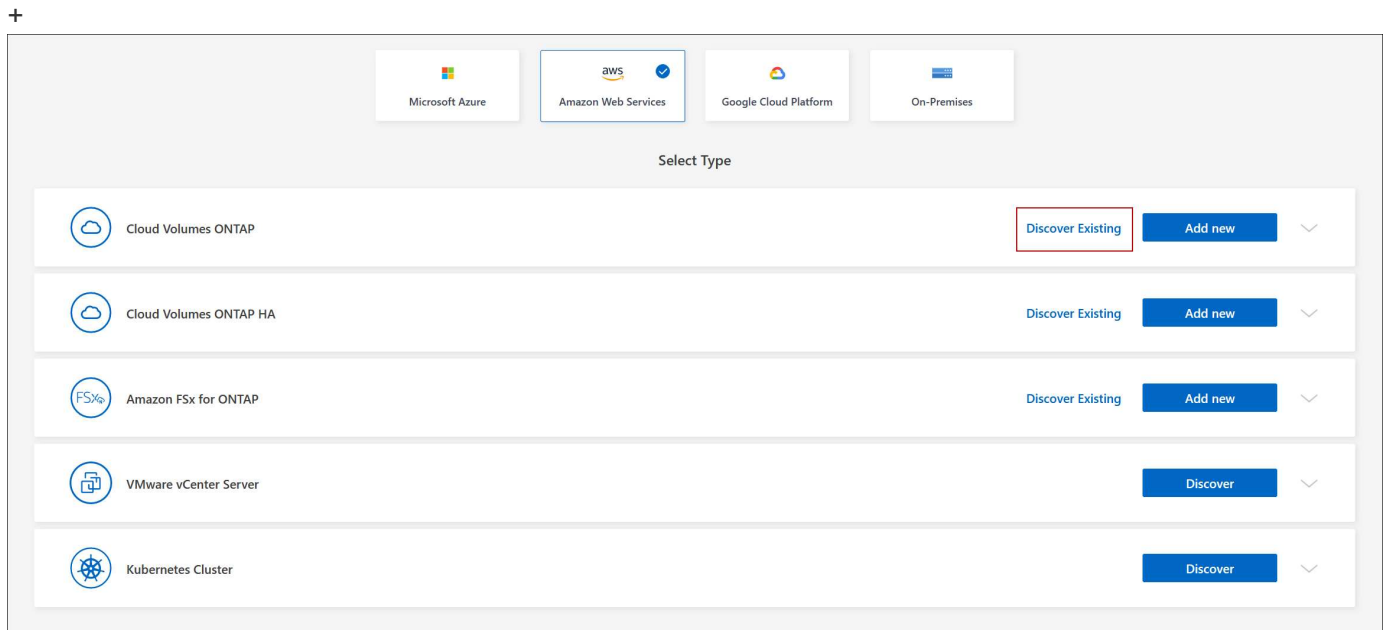 +
aws
Microsoft Azure
Amazon Web Services
Google Cloud Platform
On-Premises
Select Type
Cloud Volumes ONTAP
Discover Existing
Add new
Cloud Volumes ONTAP HA
Discover Existing
Add new
FSx
Amazon FSx for ONTAP
Discover Existing
Add new
VMware vCenter Server
Discover
Kubernetes Cluster
Discover